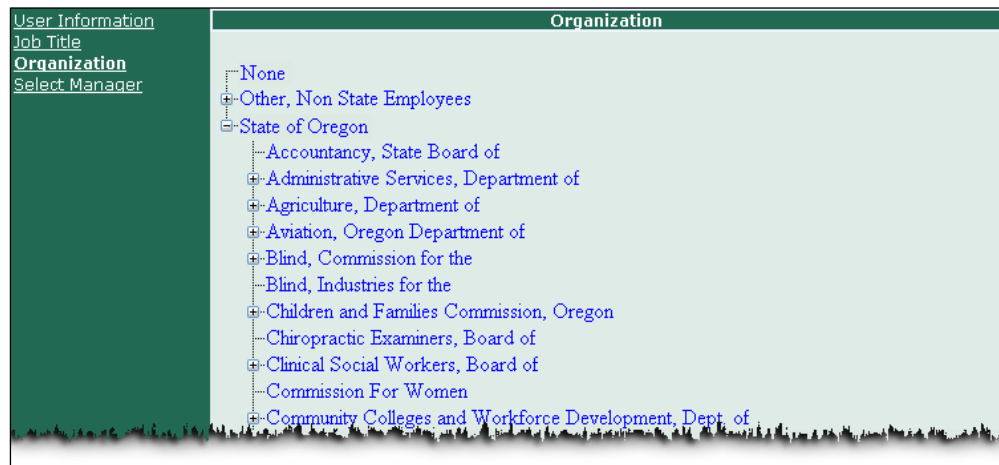 User Information
Job Title
Organization
Select Manager
Organization
None
Other, Non State Employees
State of Oregon
Accountancy, State Board of
Administrative Services, Department of
Agriculture, Department of
Aviation, Oregon Department of
Blind, Commission for the
Blind, Industries for the
Children and Families Commission, Oregon
Chiropractic Examiners, Board of
Clinical Social Workers, Board of
Commission For Women
Community Colleges and Workforce Development, Dept. of